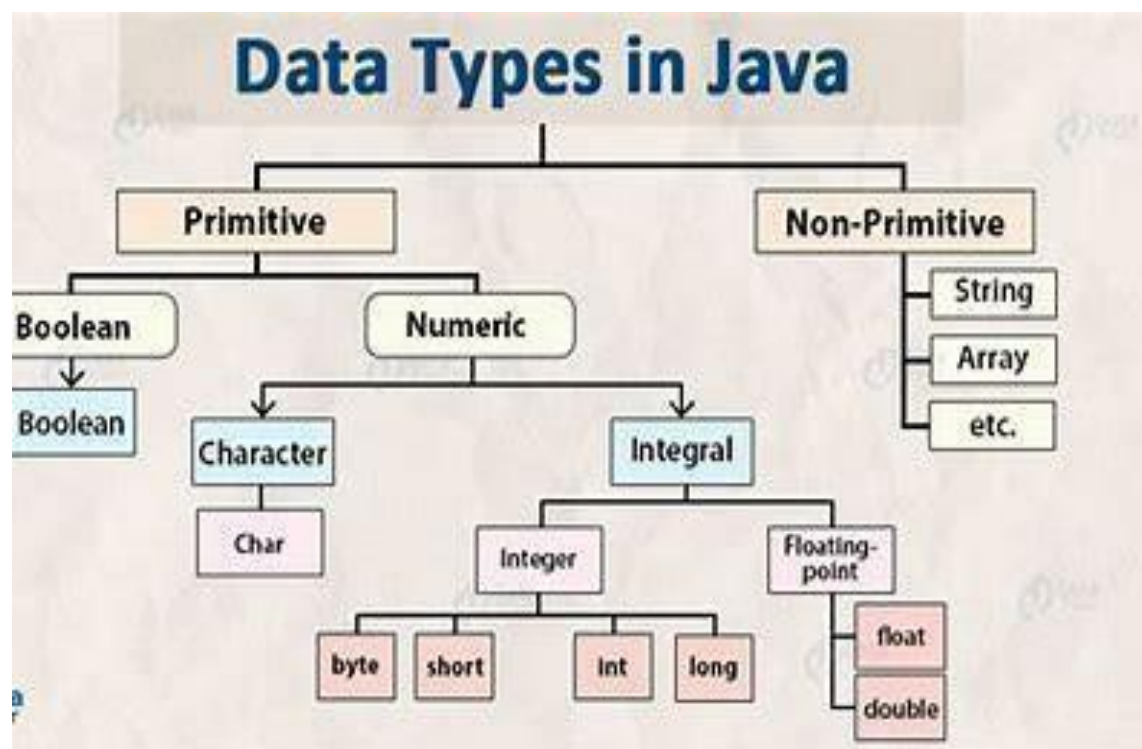 Data Types in Java
Primitive
Non-Primitive
Boolean
Numeric
String
Array
etc.
Boolean
Character
Integral
Char
Integer
Floating-
point
byte
short
int
long
float
double